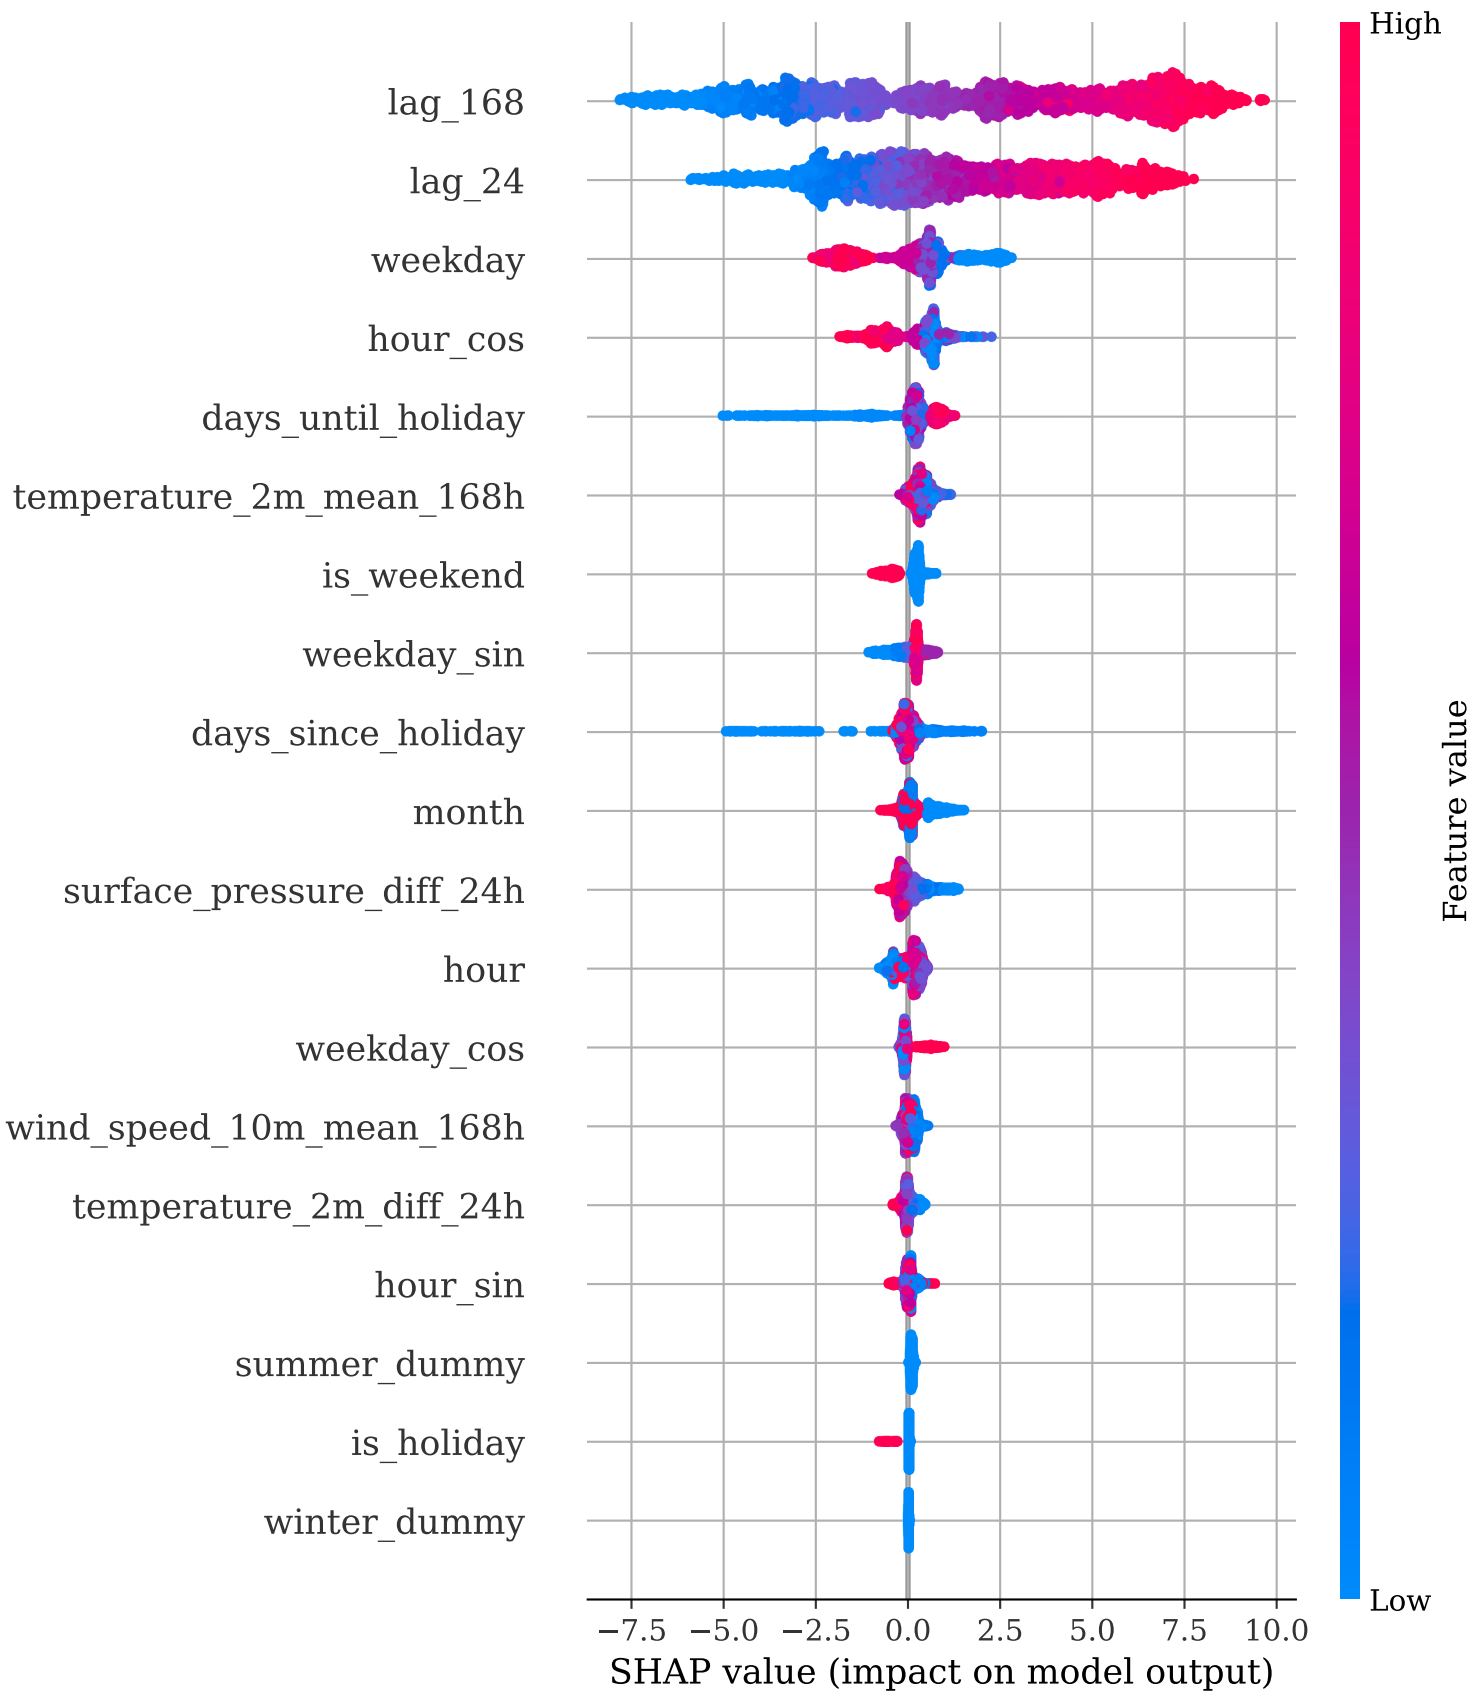 High
lag_168
lag_24
weekday
hour_cos
days_until_holiday
temperature_2m_mean_168h
is_weekend
weekday_sin
days_since_holiday
month
surface_pressure_diff_24h
hour
weekday_cos
wind_speed_10m_mean_168h
temperature_2m_diff_24h
hour_sin
summer_dummy
is_holiday
winter_dummy
Feature value
Low
−7.5 −5.0 −2.5 0.0 2.5 5.0 7.5 10.0
SHAP value (impact on model output)